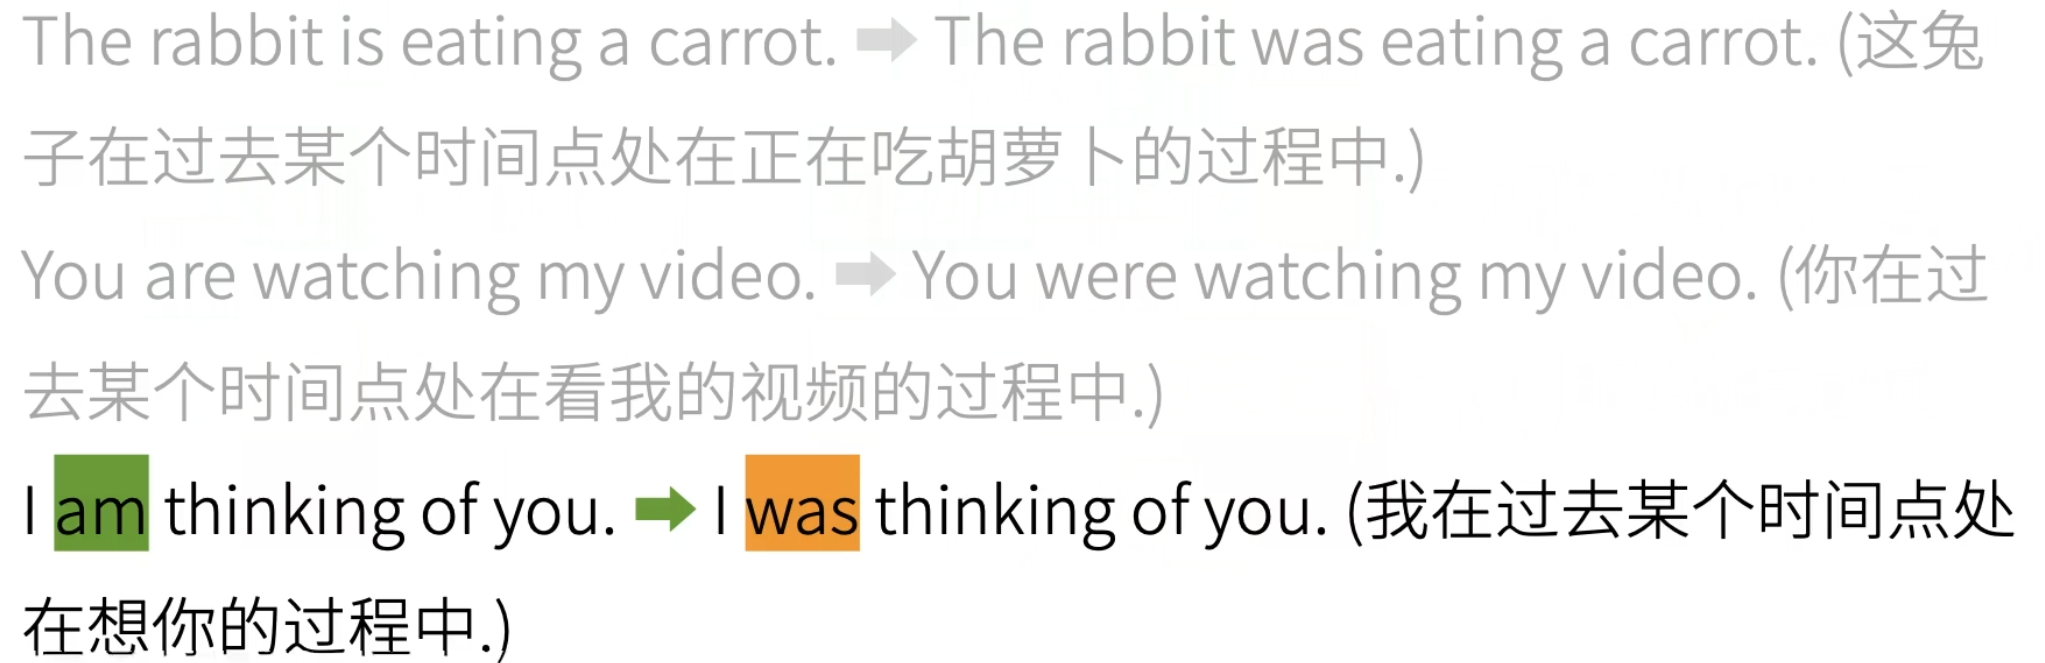 The rabbit is eating a carrot. ➡ The rabbit was eating a carrot. (这兔
子在过去某个时间点处在正在吃胡萝卜的过程中.)
You are watching my video. ➡ You were watching my video. (你在过
去某个时间点处在看我的视频的过程中.)
I am thinking of you. ➡ I was thinking of you. (我在过去某个时间点处
在想你的过程中.)